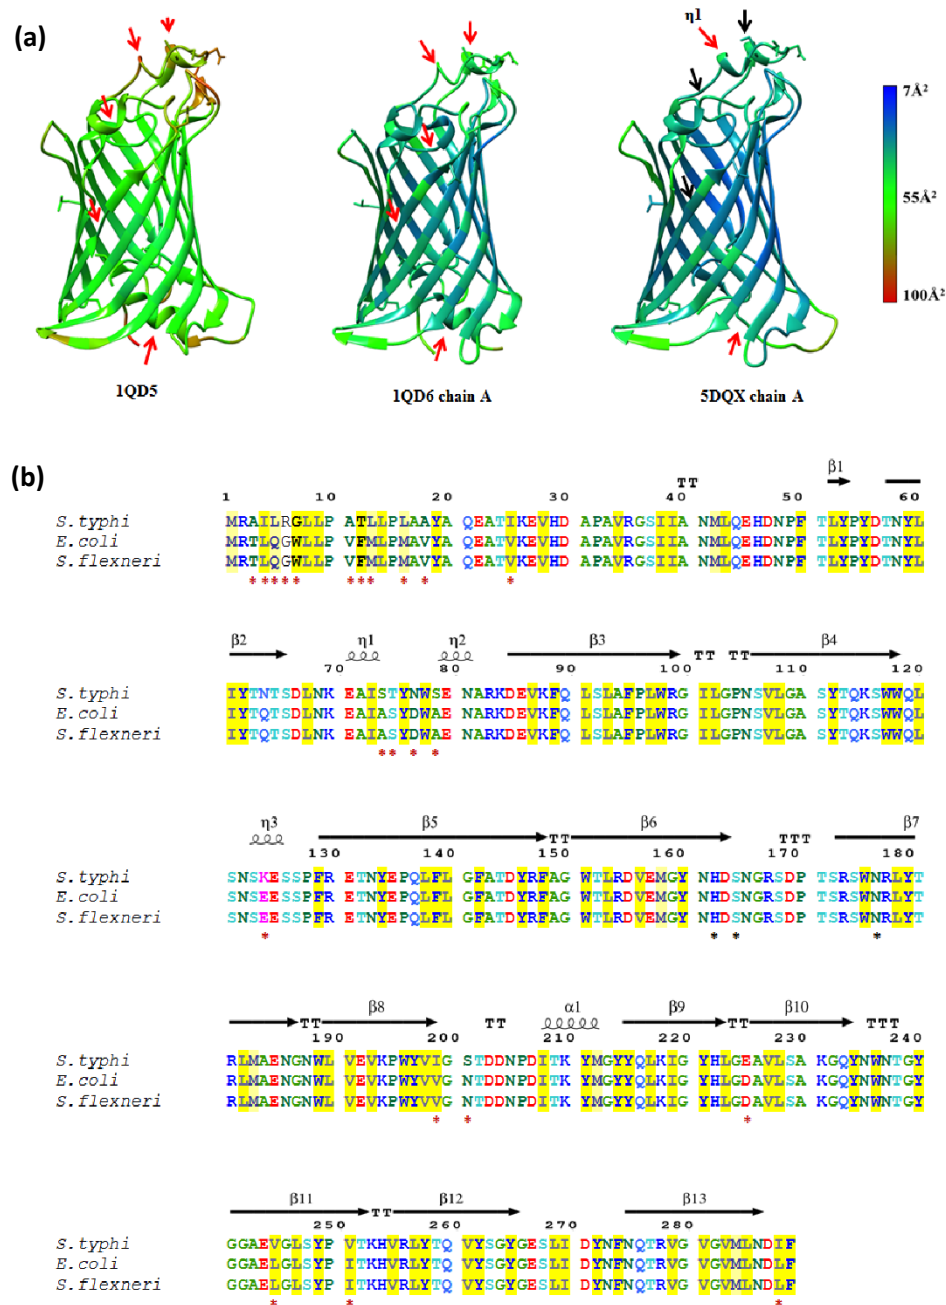 (a)
η1
7Å²
55Å²
100Å²
1QD5 1QD6 chain A 5DQX chain A
(b)
β1
TT
1 10 20 30 40 50 60
S.typhi MRAILRGLLP ATLLPLAAYA QEATIKEVHD APAVRGSIIA NMLQEHDNPF TLYPYDTNYL
E.coli MRTLQGWLLP VFMLPMAVYA QEATVKEVHD APAVRGSIIA NMLQEHDNPF TLYPYDTNYL
S.flexneri MRTLQGWLLP VFMLPMAVYA QEATVKEVHD APAVRGSIIA NMLQEHDNPF TLYPYDTNYL
* * * * * * * * * * *
β2 η1 η2 β3 β4
TT TT
70 80 90 100 110 120
S.typhi IYTNTSDLNK EAISTYNWSE NARKDEVKFQ LSLAFPLWRG ILGPNSVLGA SYTQKSWWQL
E.coli IYTQTSDLNK EAIASYDWAE NARKDEVKFQ LSLAFPLWRG ILGPNSVLGA SYTQKSWWQL
S.flexneri IYTQTSDLNK EAIASYDWAE NARKDEVKFQ LSLAFPLWRG ILGPNSVLGA SYTQKSWWQL
* * * *
η3 β5 β6 β7
TT TTT
130 140 150 160 170 180
S.typhi SNSKESSPFR ETNYEPQLFL GFATDYRFAG WTLRDVEMGY NHDSNGRSDP TSRSWNRLYT
E.coli SNSEESSPFR ETNYEPQLFL GFATDYRFAG WTLRDVEMGY NHDSNGRSDP TSRSWNRLYT
S.flexneri SNSEESSPFR ETNYEPQLFL GFATDYRFAG WTLRDVEMGY NHDSNGRSDP TSRSWNRLYT
* * * *
β8 α1 β9 β10
TT TT TT TTT
190 200 210 220 230 240
S.typhi RLMAENGNWL VEVKPWYVIG STDDNPDITK YMGYYQLKIG YHLGEAVLSA KGQYNWNTGY
E.coli RLMAENGNWL VEVKPWYVVG NTDDNPDITK YMGYYQLKIG YHLGDAVLSA KGQYNWNTGY
S.flexneri RLMAENGNWL VEVKPWYVVG NTDDNPDITK YMGYYQLKIG YHLGDAVLSA KGQYNWNTGY
* * *
β11 β12 β13
TT
250 260 270 280
S.typhi GGAEVGLSYP VTKHVRLYTQ VYSGYGESLI DYNFNQTRVG VGVMLNDIF
E.coli GGAELGLSYP ITKHVRLYTQ VYSGYGESLI DYNFNQTRVG VGVMLNDLF
S.flexneri GGAELGLSYP ITKHVRLYTQ VYSGYGESLI DYNFNQTRVG VGVMLNDLF
* * *